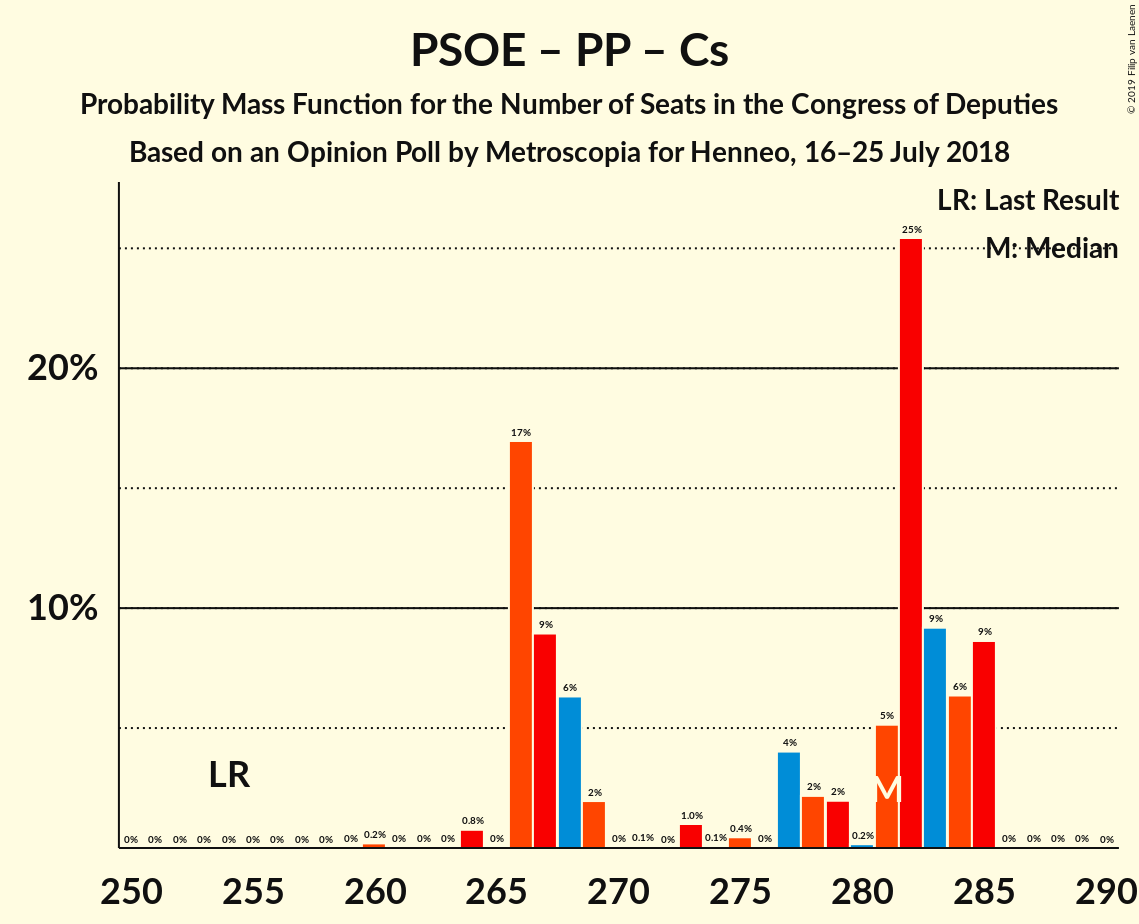 PSOE – PP – Cs
Probability Mass Function for the Number of Seats in the Congress of Deputies
Based on an Opinion Poll by Metroscopia for Henneo, 16–25 July 2018
© 2019 Filip van Laenen
LR: Last Result
M: Median
20%
10%
LR
M
0% 0% 0% 0% 0% 0% 0% 0% 0% 0% 0.2% 0% 0% 0% 0.8% 0% 17% 9% 6% 2% 0% 0.1% 0% 1.0% 0.1% 0.4% 0% 4% 2% 2% 0.2% 5% 25% 9% 6% 9% 0% 0% 0% 0% 0%
250 255 260 265 270 275 280 285 290